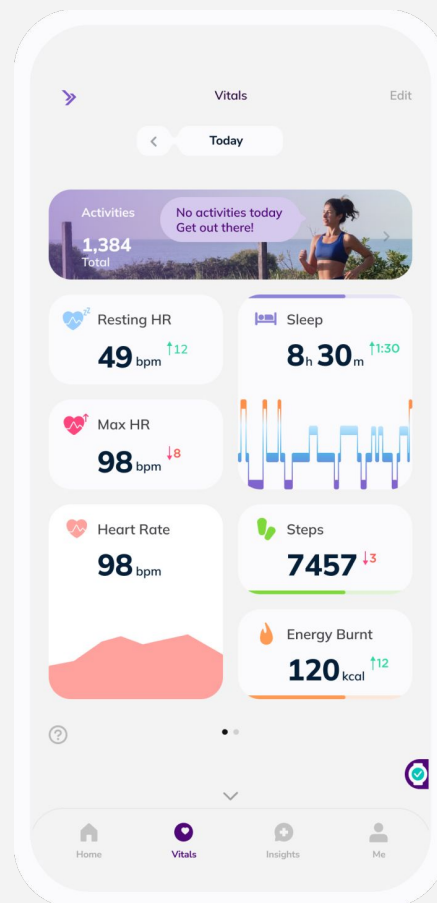 Vitals
Edit
Today
Activities
No activities today
Get out there!
1,384
Total
Resting HR
49 bpm ↑12
Sleep
8h 30m ↑1:30
Max HR
98 bpm ↓8
Heart Rate
98 bpm
Steps
7457 ↓3
Energy Burnt
120 kcal ↑12
?
Home
Vitals
Insights
Me